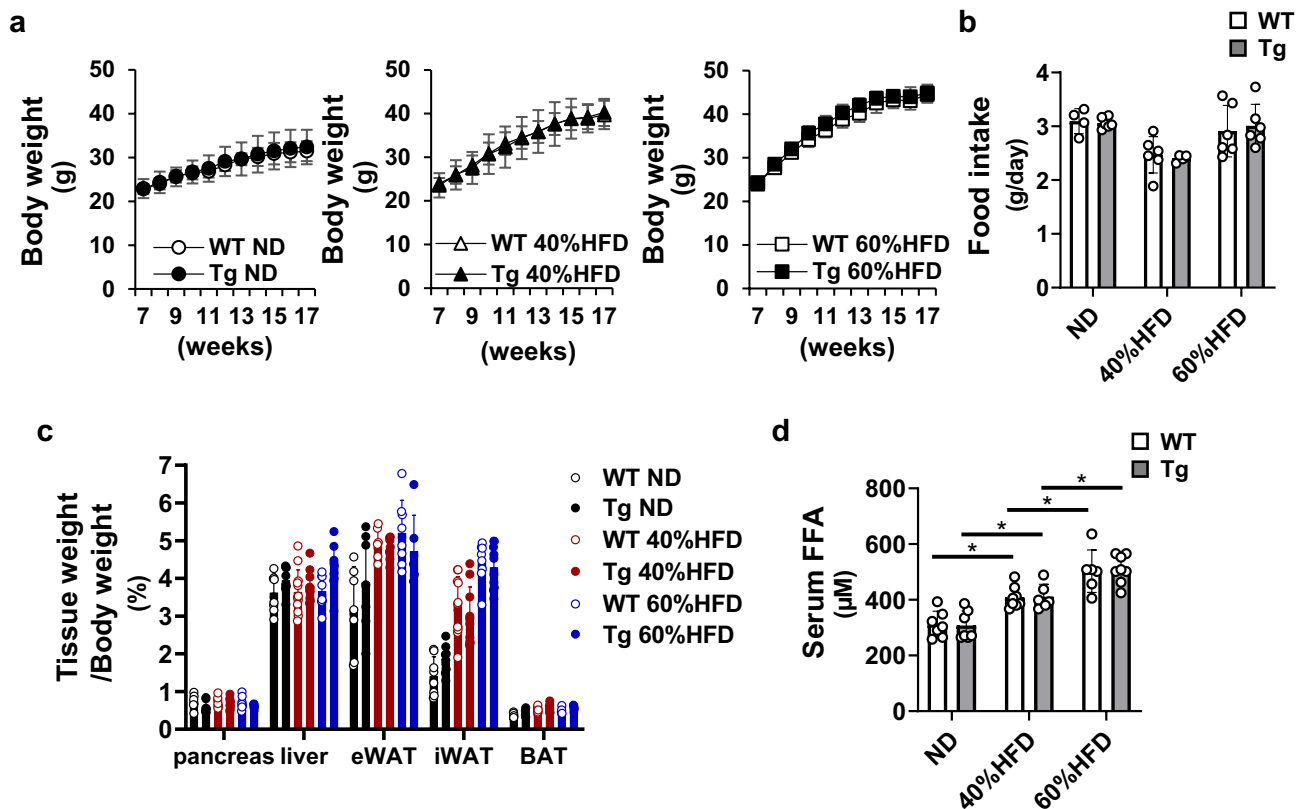 a
Body weight
(g)
50
40
30
20
10
0
WT ND
Tg ND
7 9 11 13 15 17
(weeks)
Body weight
(g)
50
40
30
20
10
0
WT 40%HFD
Tg 40%HFD
7 9 11 13 15 17
(weeks)
Body weight
(g)
50
40
30
20
10
0
WT 60%HFD
Tg 60%HFD
7 9 11 13 15 17
(weeks)
b
WT
Tg
Food intake
(g/day)
4
3
2
1
0
ND
40%HFD
60%HFD
c
Tissue weight
/Body weight
(%)
7
6
5
4
3
2
1
0
pancreas liver eWAT iWAT BAT
WT ND
Tg ND
WT 40%HFD
Tg 40%HFD
WT 60%HFD
Tg 60%HFD
d
WT
Tg
Serum FFA
(μM)
800
600
400
200
0
*
*
*
*
ND
40%HFD
60%HFD